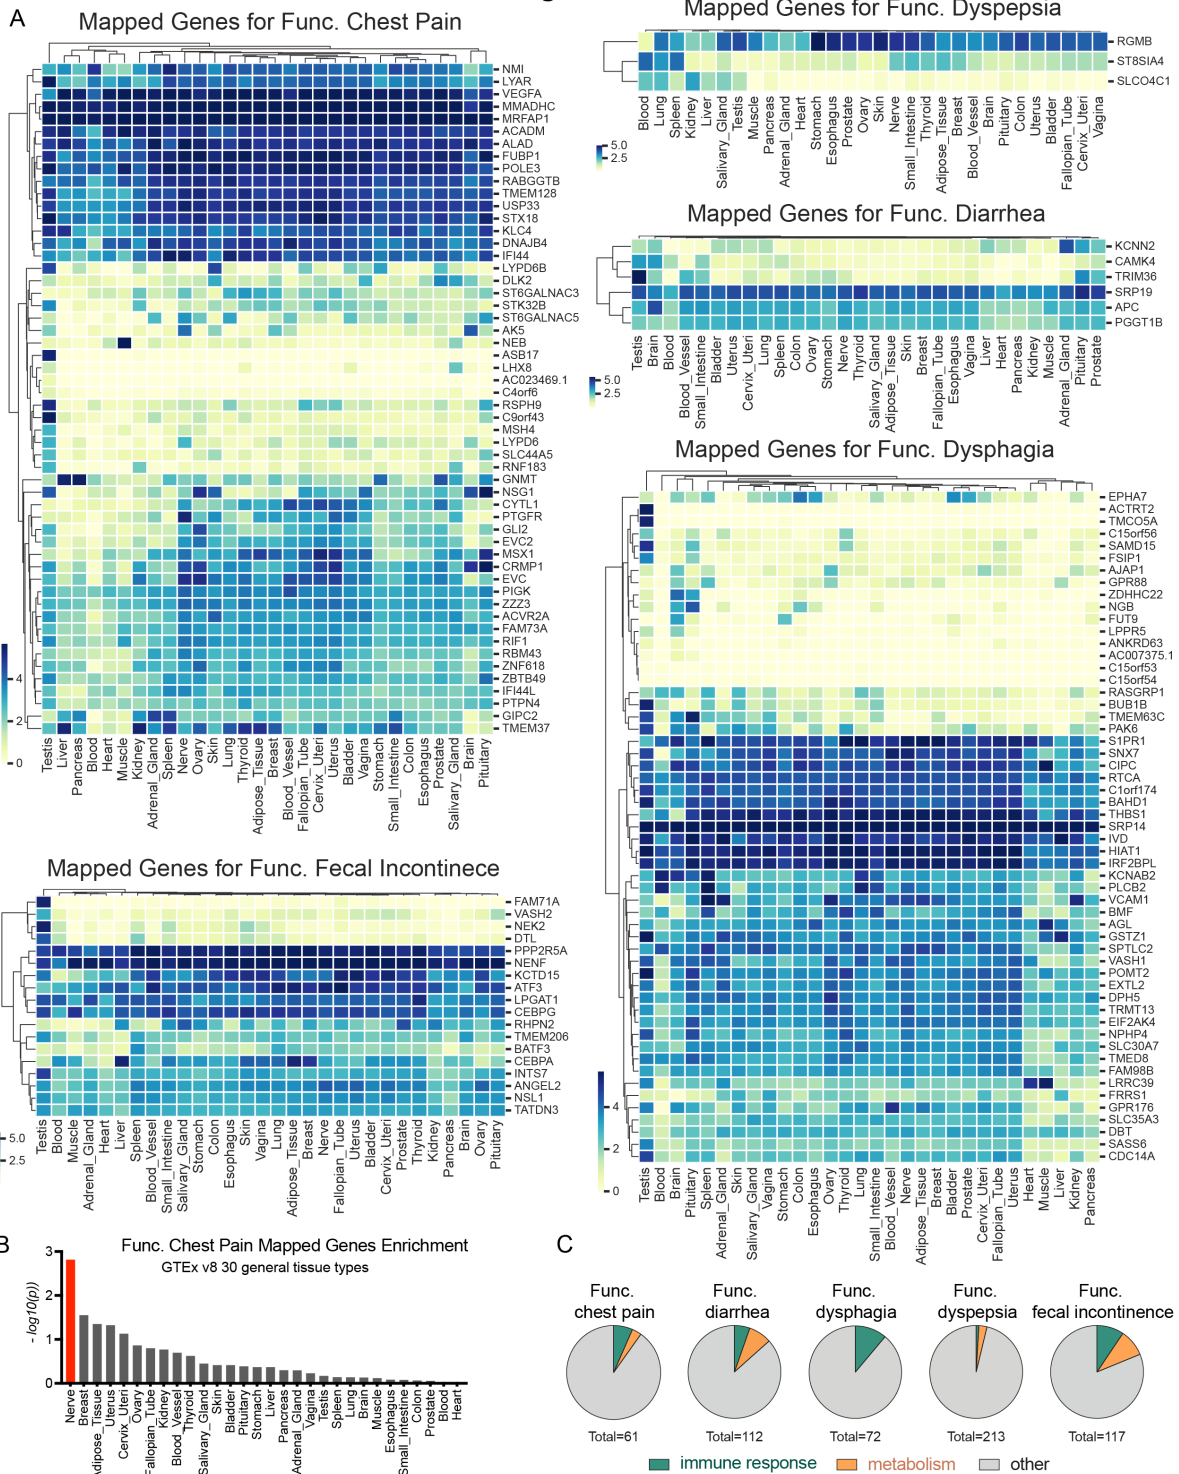 A
Mapped Genes for Func. Chest Pain
NMI
LYAR
VEGFA
MMADHC
MRFAP1
ACADM
ALAD
FUBP1
POLE3
RABGGTB
TMEM128
USP33
STX18
KLC4
DNAJB4
IFI44
LYPD6B
DLK2
ST6GALNAC3
STK32B
ST6GALNAC5
AK5
NEB
ASB17
LHX8
AC023469.1
C4orf6
RSPH9
C9orf43
MSH4
LYPD6
SLC44A5
RNF183
GNMT
NSG1
CYTL1
PTGFR
GLI2
EVC2
MSX1
CRMP1
EVC
PIGK
ZZZ3
ACVR2A
FAM73A
RIF1
RBM43
ZNF618
ZBTB49
IFI44L
PTPN4
GIPC2
TMEM37
4
2
0
Testis
Liver
Pancreas
Blood
Heart
Muscle
Kidney
Adrenal_Gland
Spleen
Nerve
Ovary
Skin
Lung
Thyroid
Adipose_Tissue
Breast
Blood_Vessel
Fallopian_Tube
Cervix_Uteri
Uterus
Bladder
Vagina
Stomach
Small_Intestine
Colon
Esophagus
Prostate
Salivary_Gland
Brain
Pituitary
Mapped Genes for Func. Dyspepsia
RGMB
ST8SIA4
SLCO4C1
5.0
2.5
Blood
Lung
Spleen
Kidney
Liver
Salivary_Gland
Testis
Muscle
Pancreas
Adrenal_Gland
Heart
Stomach
Esophagus
Prostate
Ovary
Skin
Nerve
Small_Intestine
Thyroid
Adipose_Tissue
Breast
Blood_Vessel
Brain
Pituitary
Colon
Uterus
Bladder
Fallopian_Tube
Cervix_Uteri
Vagina
Mapped Genes for Func. Diarrhea
KCNN2
CAMK4
TRIM36
SRP19
APC
PGGT1B
5.0
2.5
Testis
Brain
Blood
Blood_Vessel
Small_Intestine
Bladder
Uterus
Cervix_Uteri
Lung
Spleen
Colon
Ovary
Stomach
Nerve
Thyroid
Salivary_Gland
Adipose_Tissue
Skin
Breast
Fallopian_Tube
Esophagus
Vagina
Liver
Heart
Pancreas
Kidney
Muscle
Adrenal_Gland
Pituitary
Prostate
Mapped Genes for Func. Dysphagia
EPHA7
ACTRT2
TMCO5A
C15orf56
SAMD15
FSIP1
AJAP1
GPR88
ZDHHC22
NGB
FUT9
LPPR5
ANKRD63
AC007375.1
C15orf53
C15orf54
RASGRP1
BUB1B
TMEM63C
PAK6
S1PR1
SNX7
CIPC
RTCA
C1orf174
BAHD1
THBS1
SRP14
IVD
HIAT1
IRF2BPL
KCNAB2
PLCB2
VCAM1
BMF
AGL
GSTZ1
SPTLC2
VASH1
POMT2
EXTL2
DPH5
TRMT13
EIF2AK4
NPHP4
SLC30A7
TMED8
FAM98B
LRRC39
FRRS1
GPR176
SLC35A3
DBT
SASS6
CDC14A
4
2
0
Testis
Blood
Brain
Pituitary
Spleen
Adrenal_Gland
Skin
Salivary_Gland
Vagina
Stomach
Colon
Esophagus
Ovary
Thyroid
Lung
Small_Intestine
Blood_Vessel
Nerve
Adipose_Tissue
Breast
Bladder
Prostate
Cervix_Uteri
Fallopian_Tube
Uterus
Heart
Muscle
Liver
Kidney
Pancreas
Mapped Genes for Func. Fecal Incontinece
FAM71A
VASH2
NEK2
DTL
PPP2R5A
NENF
KCTD15
ATF3
LPGAT1
CEBPG
RHPN2
TMEM206
BATF3
CEBPA
INTS7
ANGEL2
NSL1
TATDN3
5.0
2.5
Testis
Blood
Muscle
Adrenal_Gland
Heart
Liver
Spleen
Blood_Vessel
Small_Intestine
Salivary_Gland
Stomach
Colon
Esophagus
Skin
Vagina
Lung
Adipose_Tissue
Breast
Nerve
Fallopian_Tube
Uterus
Bladder
Cervix_Uteri
Prostate
Thyroid
Kidney
Pancreas
Brain
Ovary
Pituitary
B
Func. Chest Pain Mapped Genes Enrichment
GTEx v8 30 general tissue types
- log10(p))
3
2
1
0
Nerve
Breast
Adipose_Tissue
Uterus
Cervix_Uteri
Ovary
Fallopian_Tube
Kidney
Blood_Vessel
Thyroid
Salivary_Gland
Skin
Bladder
Pituitary
Stomach
Liver
Pancreas
Adrenal_Gland
Vagina
Testis
Spleen
Lung
Brain
Muscle
Esophagus
Small_Intestine
Colon
Prostate
Blood
Heart
C
Func.
chest pain
Func.
diarrhea
Func.
dysphagia
Func.
dyspepsia
Func.
fecal incontinence
Total=61
Total=112
Total=72
Total=213
Total=117
immune response
metabolism
other